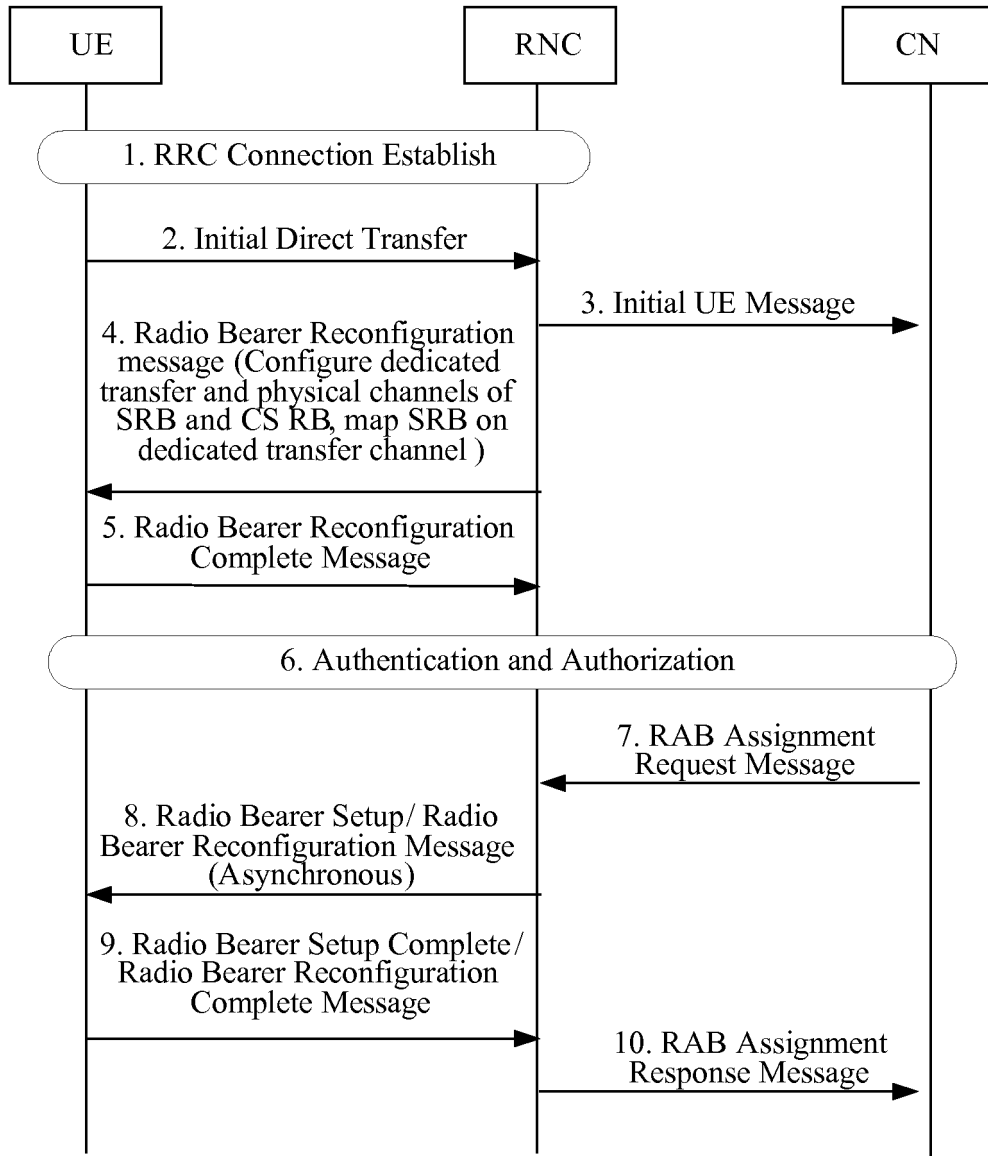 UE
RNC
CN
1. RRC Connection Establish
2. Initial Direct Transfer
3. Initial UE Message
4. Radio Bearer Reconfiguration
message (Configure dedicated
transfer and physical channels of
SRB and CS RB, map SRB on
dedicated transfer channel )
5. Radio Bearer Reconfiguration
Complete Message
6. Authentication and Authorization
7. RAB Assignment
Request Message
8. Radio Bearer Setup/ Radio
Bearer Reconfiguration Message
(Asynchronous)
9. Radio Bearer Setup Complete/
Radio Bearer Reconfiguration
Complete Message
10. RAB Assignment
Response Message